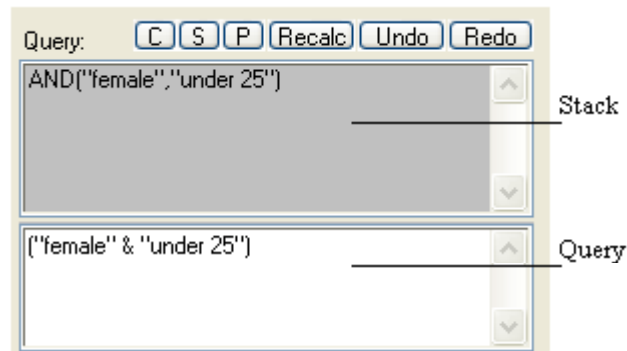 Query: C S P Recalc Undo Redo
AND("female","under 25")
Stack
("female" & "under 25")
Query